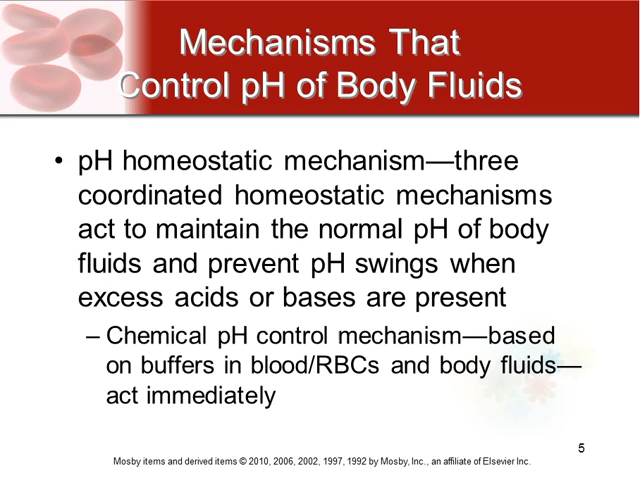 Mechanisms That
Control pH of Body Fluids
• pH homeostatic mechanism—three
coordinated homeostatic mechanisms
act to maintain the normal pH of body
fluids and prevent pH swings when
excess acids or bases are present
– Chemical pH control mechanism—based
on buffers in blood/RBCs and body fluids—
act immediately
5
Mosby items and derived items © 2010, 2006, 2002, 1997, 1992 by Mosby, Inc., an affiliate of Elsevier Inc.